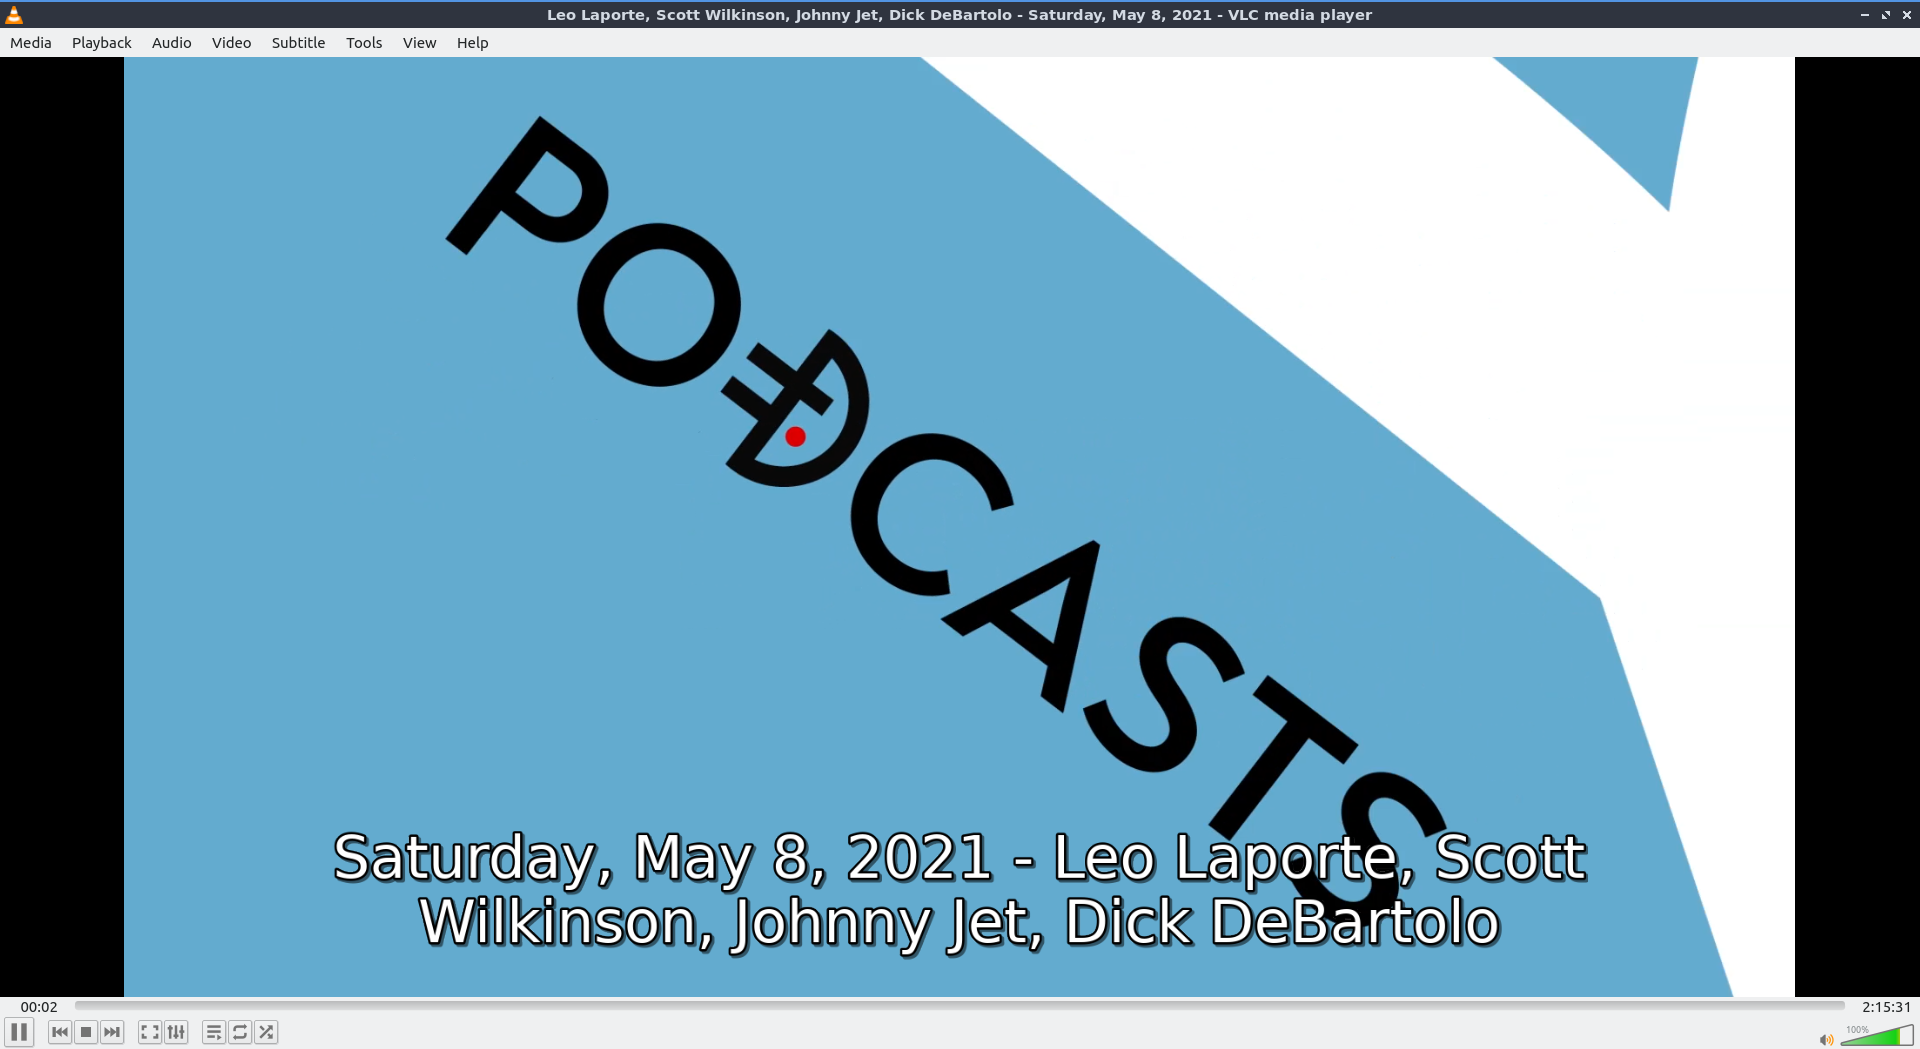 Leo Laporte, Scott Wilkinson, Johnny Jet, Dick DeBartolo - Saturday, May 8, 2021 - VLC media player
Media Playback Audio Video Subtitle Tools View Help
PODCASTS
Saturday, May 8, 2021 - Leo Laporte, Scott
Wilkinson, Johnny Jet, Dick DeBartolo
00:02 2:15:31
100%